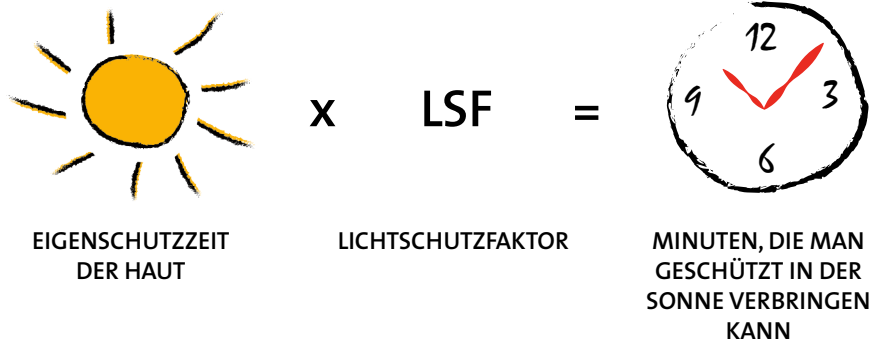 x LSF =
12
9 3
6
EIGENSCHUTZZEIT
DER HAUT
LICHTSCHUTZFAKTOR
MINUTEN, DIE MAN
GESCHÜTZT IN DER
SONNE VERBRINGEN
KANN